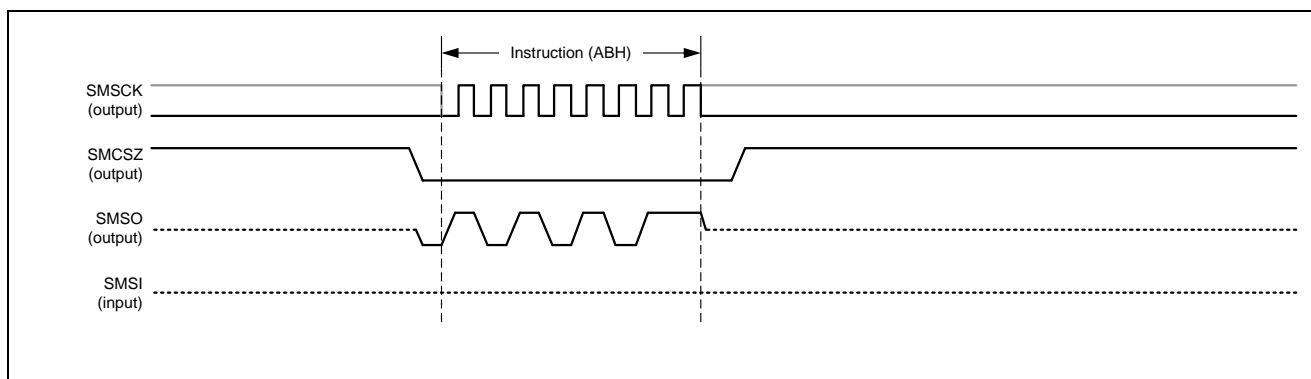 Instruction (ABH)
SMSCK
(output)
SMCSZ
(output)
SMSO
(output)
SMSI
(input)